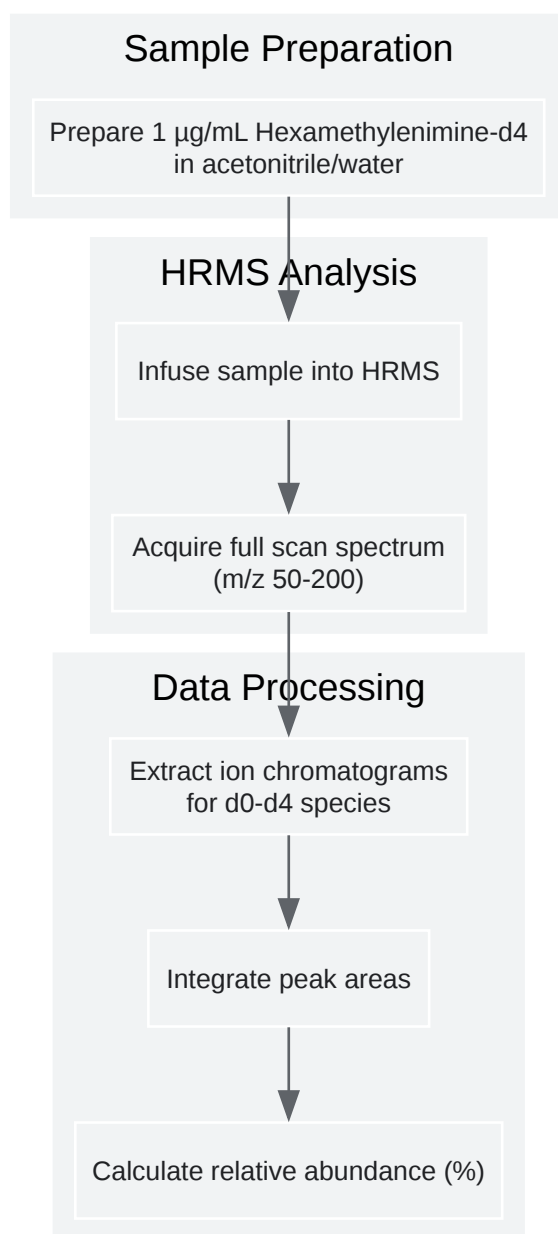 Sample Preparation
Prepare 1 µg/mL Hexamethylenimine-d4
in acetonitrile/water
HRMS Analysis
Infuse sample into HRMS
Acquire full scan spectrum
(m/z 50-200)
Data Processing
Extract ion chromatograms
for d0-d4 species
Integrate peak areas
Calculate relative abundance (%)